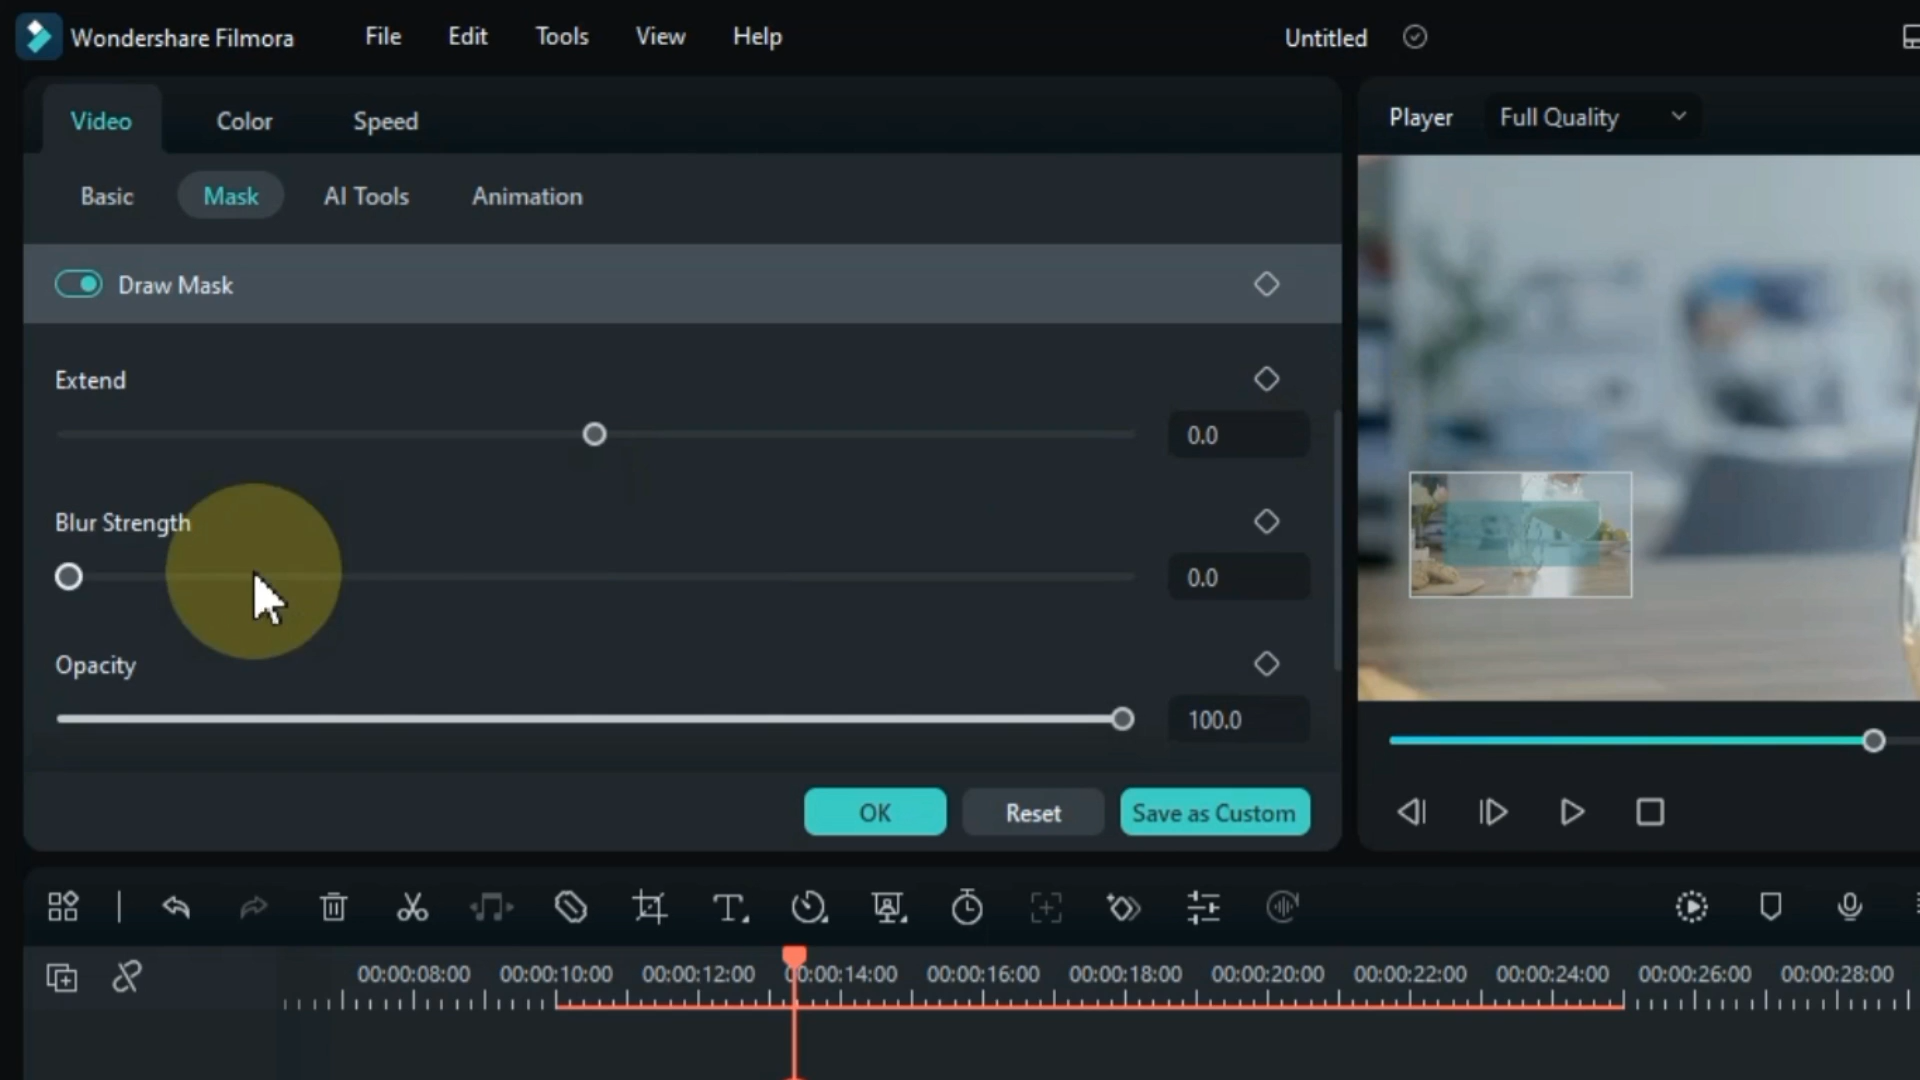 Wondershare Filmora File Edit Tools View Help Untitled
Video Color Speed
Player Full Quality
Basic Mask AI Tools Animation
Draw Mask
Extend
0.0
Blur Strength
0.0
Opacity
100.0
OK Reset Save as Custom
00:00:08:00 00:00:10:00 00:00:12:00 00:00:14:00 00:00:16:00 00:00:18:00 00:00:20:00 00:00:22:00 00:00:24:00 00:00:26:00 00:00:28:00